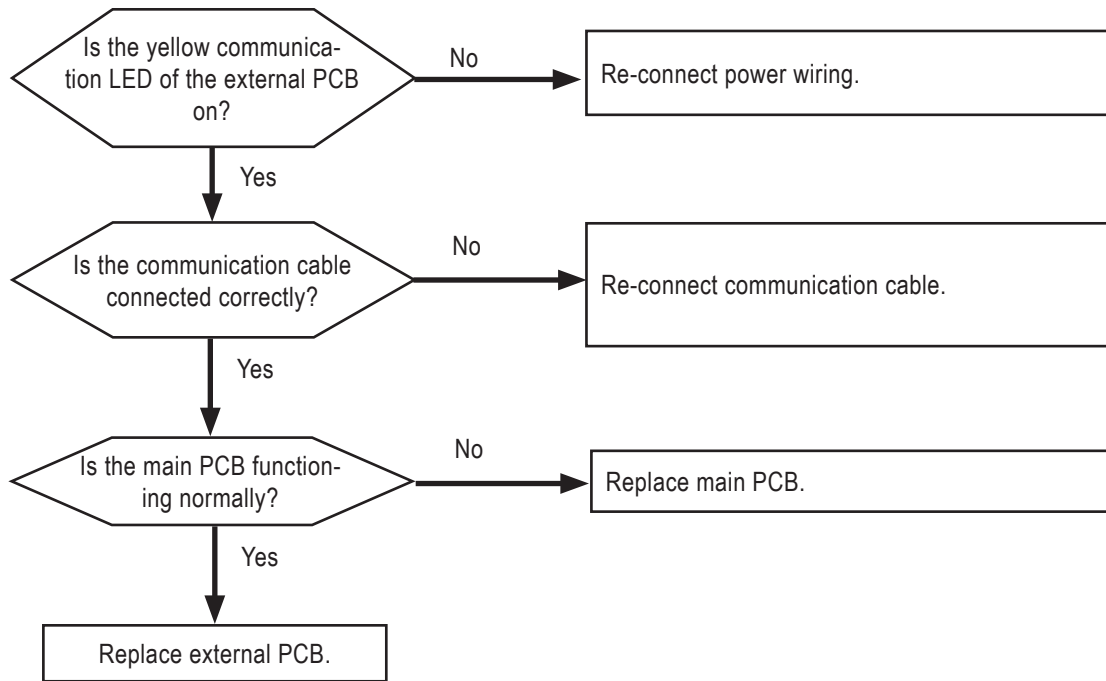 Is the yellow communica-
tion LED of the external PCB
on?
No
Re-connect power wiring.
Yes
Is the communication cable
connected correctly?
No
Re-connect communication cable.
Yes
Is the main PCB function-
ing normally?
No
Replace main PCB.
Yes
Replace external PCB.